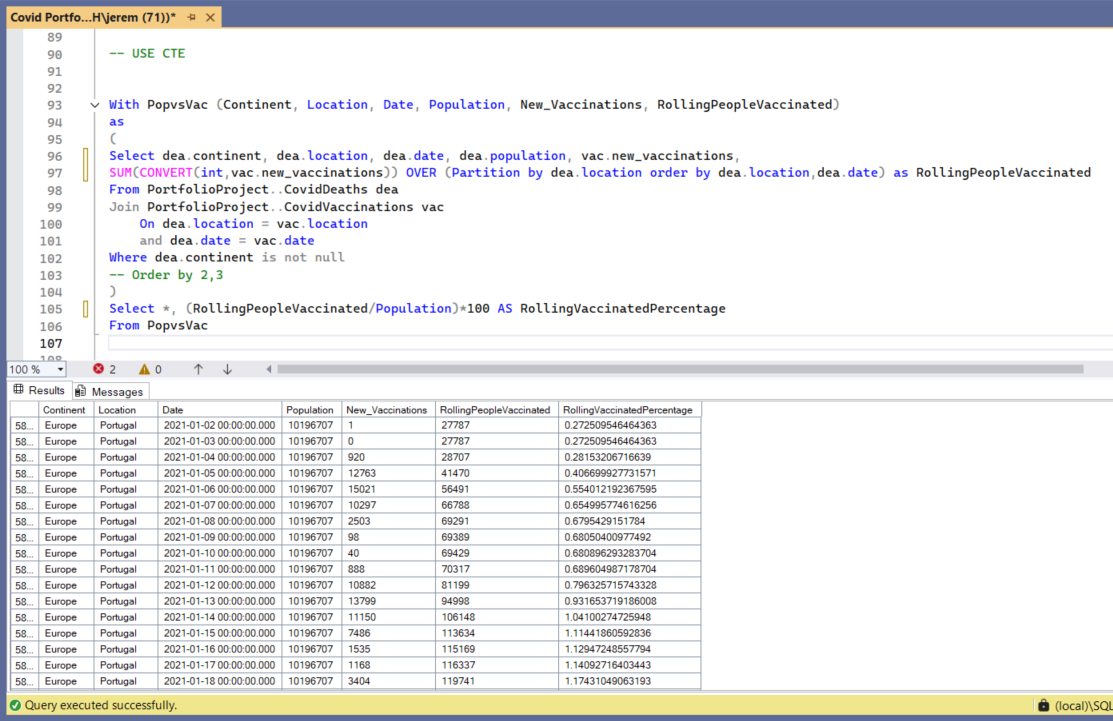 Covid Portfo...H\jerem (71))*
89
90 -- USE CTE
91
92
93 With PopvsVac (Continent, Location, Date, Population, New_Vaccinations, RollingPeopleVaccinated)
94 as
95 (
96 Select dea.continent, dea.location, dea.date, dea.population, vac.new_vaccinations,
97 SUM(CONVERT(int,vac.new_vaccinations)) OVER (Partition by dea.location order by dea.location,dea.date) as RollingPeopleVaccinated
98 From PortfolioProject..CovidDeaths dea
99 Join PortfolioProject..CovidVaccinations vac
100 On dea.location = vac.location
101 and dea.date = vac.date
102 Where dea.continent is not null
103 -- Order by 2,3
104 )
105 Select *, (RollingPeopleVaccinated/Population)*100 AS RollingVaccinatedPercentage
106 From PopvsVac
107
108
100 % 2 0
Results Messages
Continent Location Date Population New_Vaccinations RollingPeopleVaccinated RollingVaccinatedPercentage
58... Europe Portugal 2021-01-02 00:00:00.000 10196707 1 27787 0.272509546464363
58... Europe Portugal 2021-01-03 00:00:00.000 10196707 0 27787 0.272509546464363
58... Europe Portugal 2021-01-04 00:00:00.000 10196707 920 28707 0.28153206716639
58... Europe Portugal 2021-01-05 00:00:00.000 10196707 12763 41470 0.406699927731571
58... Europe Portugal 2021-01-06 00:00:00.000 10196707 15021 56491 0.554012192367595
58... Europe Portugal 2021-01-07 00:00:00.000 10196707 10297 66788 0.654995774616256
58... Europe Portugal 2021-01-08 00:00:00.000 10196707 2503 69291 0.6795429151784
58... Europe Portugal 2021-01-09 00:00:00.000 10196707 98 69389 0.68050400977492
58... Europe Portugal 2021-01-10 00:00:00.000 10196707 40 69429 0.680896293283704
58... Europe Portugal 2021-01-11 00:00:00.000 10196707 888 70317 0.689604987178704
58... Europe Portugal 2021-01-12 00:00:00.000 10196707 10882 81199 0.796325715743328
58... Europe Portugal 2021-01-13 00:00:00.000 10196707 13799 94998 0.931653719186008
58... Europe Portugal 2021-01-14 00:00:00.000 10196707 11150 106148 1.04100274725948
58... Europe Portugal 2021-01-15 00:00:00.000 10196707 7486 113634 1.11441860592836
58... Europe Portugal 2021-01-16 00:00:00.000 10196707 1535 115169 1.12947248557794
58... Europe Portugal 2021-01-17 00:00:00.000 10196707 1168 116337 1.14092716403443
58... Europe Portugal 2021-01-18 00:00:00.000 10196707 3404 119741 1.17431049063193
Query executed successfully. (local)\SQL